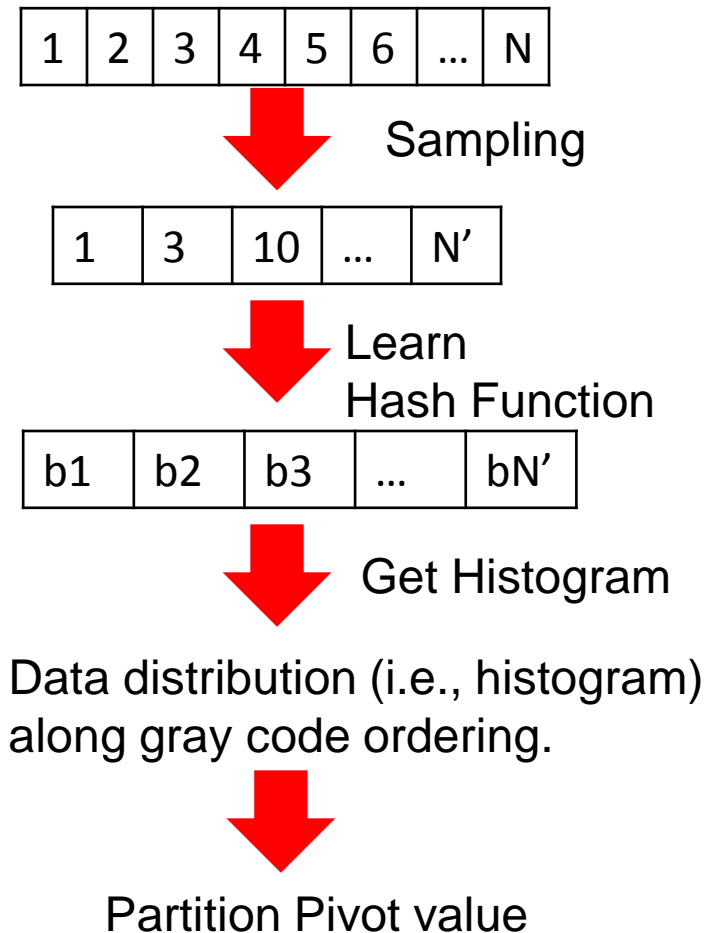 1 2 3 4 5 6 ... N
Sampling
1 3 10 ... N’
Learn
Hash Function
b1 b2 b3 ... bN’
Get Histogram
Data distribution (i.e., histogram)
along gray code ordering.
Partition Pivot value